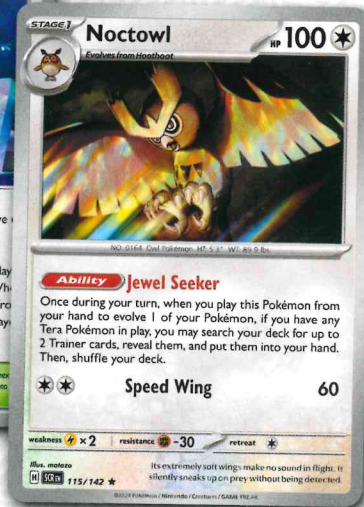 STAGE 1
Noctowl
HP 100
Evolves from Hoothoot
NO. 0164 Owl Pokémon HT: 5'3" WT: 89.9 lbs.
Ability Jewel Seeker
Once during your turn, when you play this Pokémon from
your hand to evolve 1 of your Pokémon, if you have any
Tera Pokémon in play, you may search your deck for up to
2 Trainer cards, reveal them, and put them into your hand.
Then, shuffle your deck.
Speed Wing 60
weakness ×2 resistance -30 retreat
Illus. matazo
Its extremely soft wings make no sound in flight. It
silently sneaks up on prey without being detected.
H SCR EN 115/142 ★
©2024 Pokémon / Nintendo / Creatures / GAME FREAK